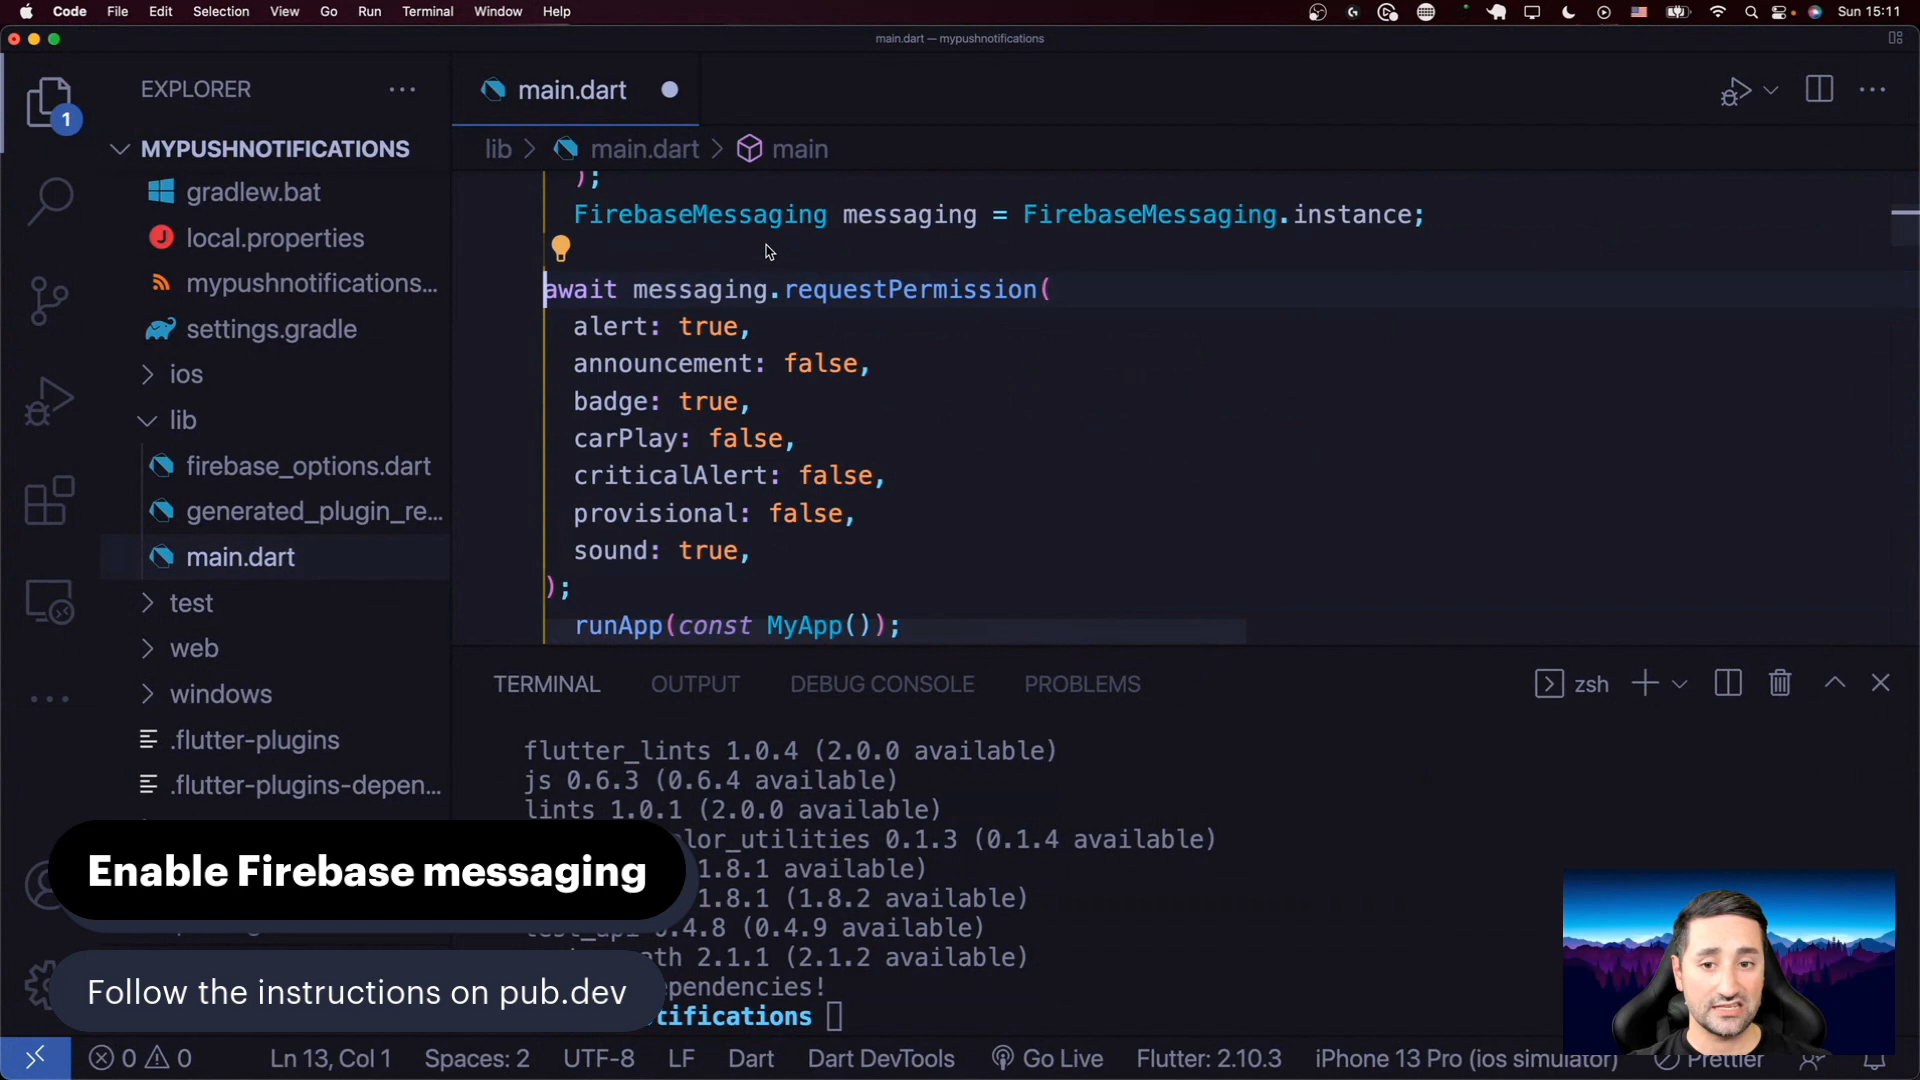 Code File Edit Selection View Go Run Terminal Window Help Sun 15:11
main.dart — mypushnotifications
EXPLORER
main.dart
1
MYPUSHNOTIFICATIONS
lib > main.dart > main
gradlew.bat
local.properties
mypushnotifications...
settings.gradle
ios
lib
firebase_options.dart
generated_plugin_re...
main.dart
test
web
windows
.flutter-plugins
.flutter-plugins-depen...
);
FirebaseMessaging messaging = FirebaseMessaging.instance;
await messaging.requestPermission(
alert: true,
announcement: false,
badge: true,
carPlay: false,
criticalAlert: false,
provisional: false,
sound: true,
);
runApp(const MyApp());
TERMINAL OUTPUT DEBUG CONSOLE PROBLEMS zsh
flutter_lints 1.0.4 (2.0.0 available)
js 0.6.3 (0.6.4 available)
lints 1.0.1 (2.0.0 available)
lor_utilities 0.1.3 (0.1.4 available)
1.8.1 available)
1.8.1 (1.8.2 available)
0.4.8 (0.4.9 available)
ath 2.1.1 (2.1.2 available)
pendencies!
tifications
Enable Firebase messaging
Follow the instructions on pub.dev
0 0 Ln 13, Col 1 Spaces: 2 UTF-8 LF Dart Dart DevTools Go Live Flutter: 2.10.3 iPhone 13 Pro (ios simulator) Prettier